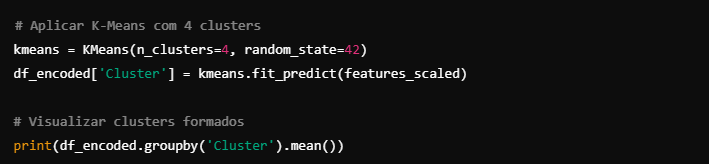 # Aplicar K-Means com 4 clusters
kmeans = KMeans(n_clusters=4, random_state=42)
df_encoded['Cluster'] = kmeans.fit_predict(features_scaled)
# Visualizar clusters formados
print(df_encoded.groupby('Cluster').mean())